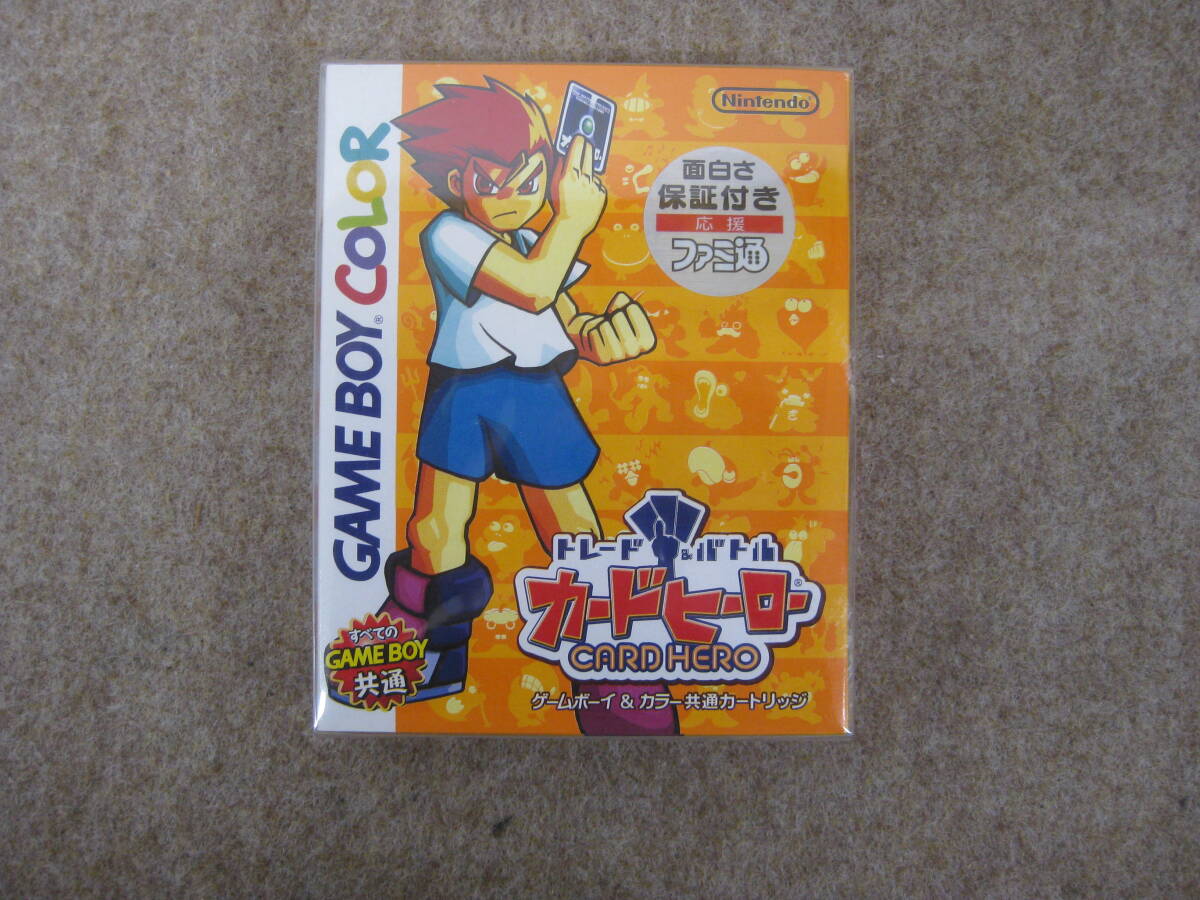 GAME BOY® COLOR
Nintendo®
面白さ
保証付き
応援
ファミ通
トレード&バトル
カードヒーロー®
CARD HERO
ゲームボーイ & カラー共通カートリッジ
すべての
GAME BOY
共通